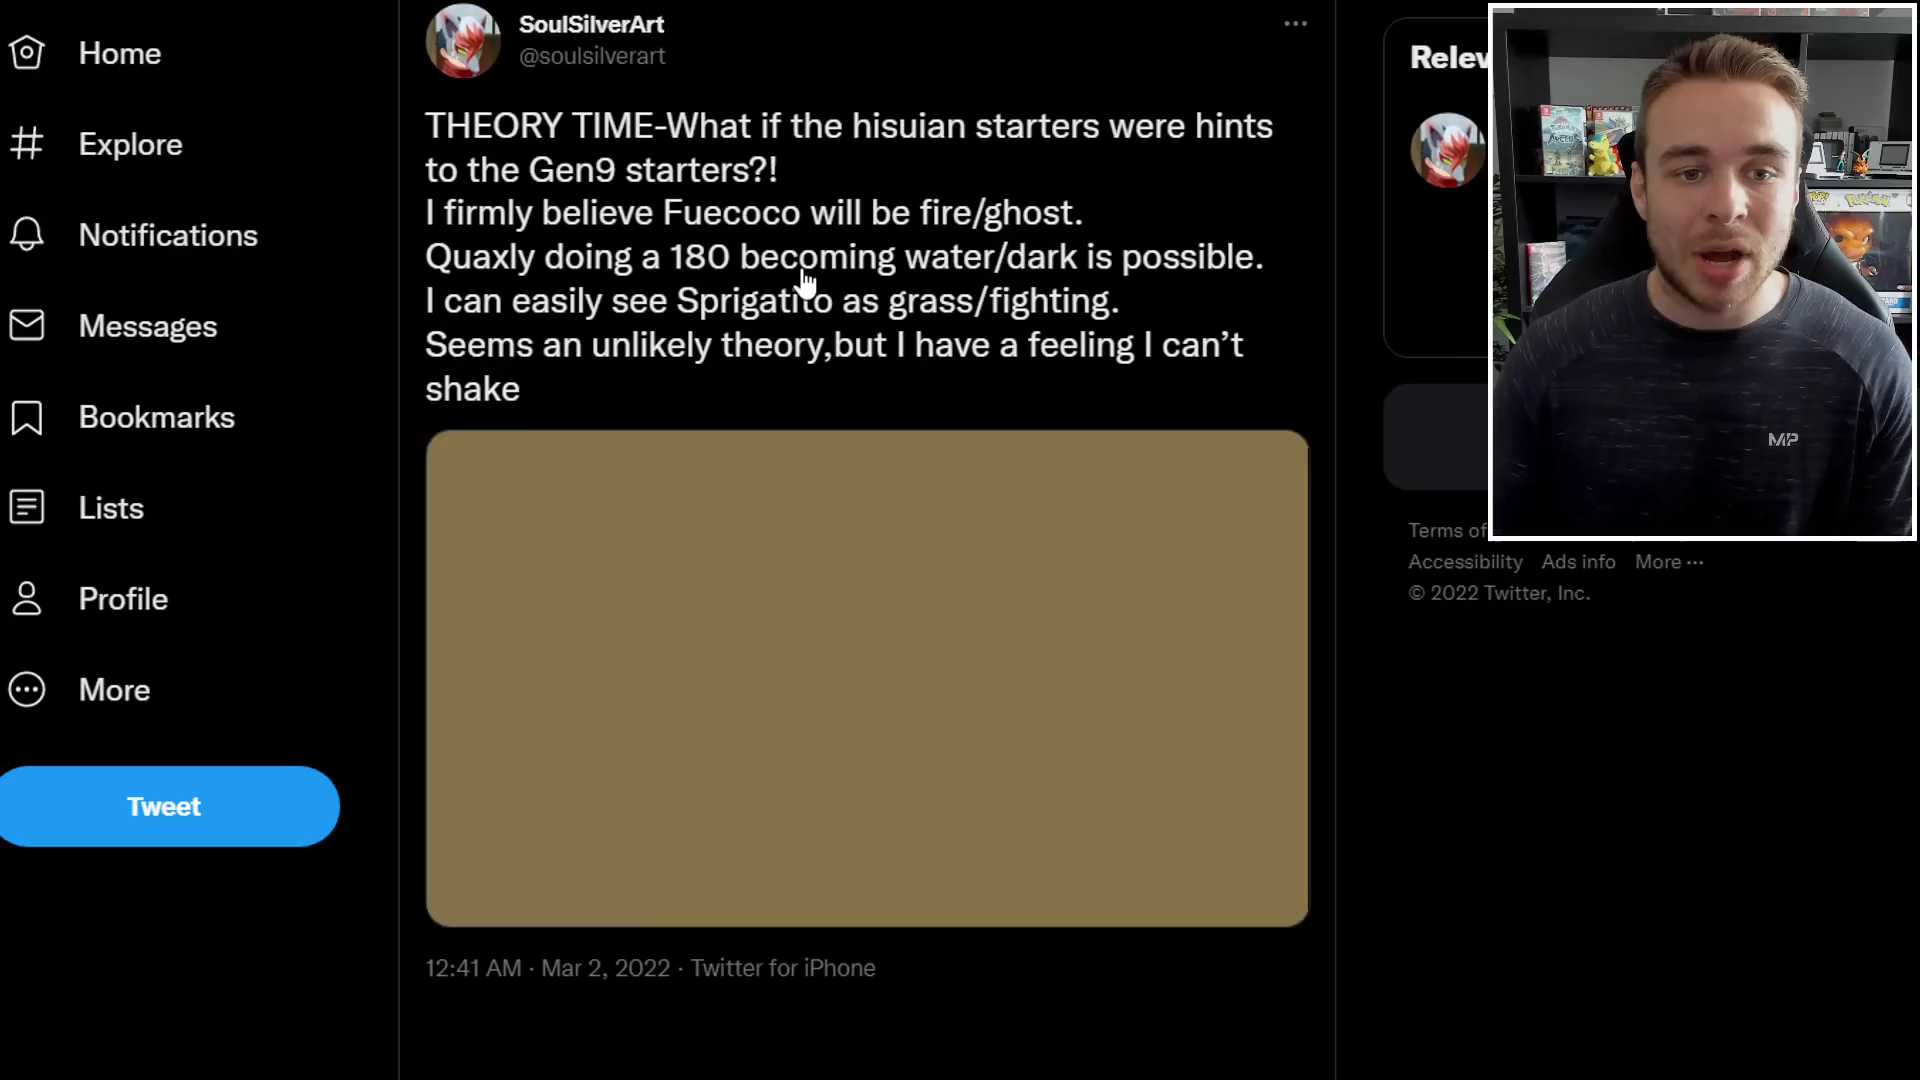 Home
Explore
Notifications
Messages
Bookmarks
Lists
Profile
More
Tweet
SoulSilverArt
@soulsilverart
THEORY TIME-What if the hisuian starters were hints
to the Gen9 starters?!
I firmly believe Fuecoco will be fire/ghost.
Quaxly doing a 180 becoming water/dark is possible.
I can easily see Sprigatito as grass/fighting.
Seems an unlikely theory,but I have a feeling I can't
shake
12:41 AM · Mar 2, 2022 · Twitter for iPhone
Relev
Terms of
Accessibility Ads info More ···
© 2022 Twitter, Inc.
MP